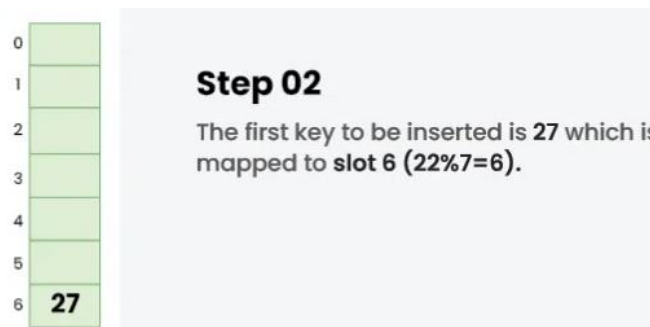 0
1
2
3
4
5
6 27
Step 02
The first key to be inserted is 27 which is
mapped to slot 6 (22%7=6).